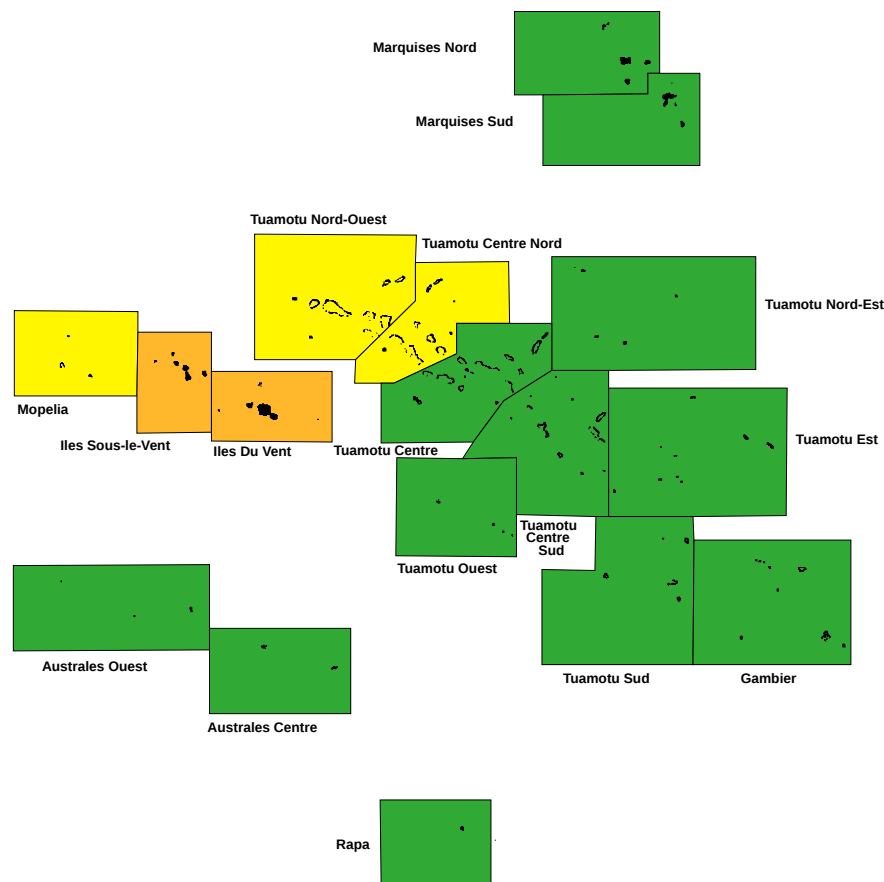 Marquises Nord
Marquises Sud
Tuamotu Nord-Ouest
Tuamotu Centre Nord
Tuamotu Nord-Est
Mopelia
Iles Sous-le-Vent
Iles Du Vent
Tuamotu Centre
Tuamotu Est
Tuamotu
Centre
Sud
Tuamotu Ouest
Australes Ouest
Tuamotu Sud
Gambier
Australes Centre
Rapa